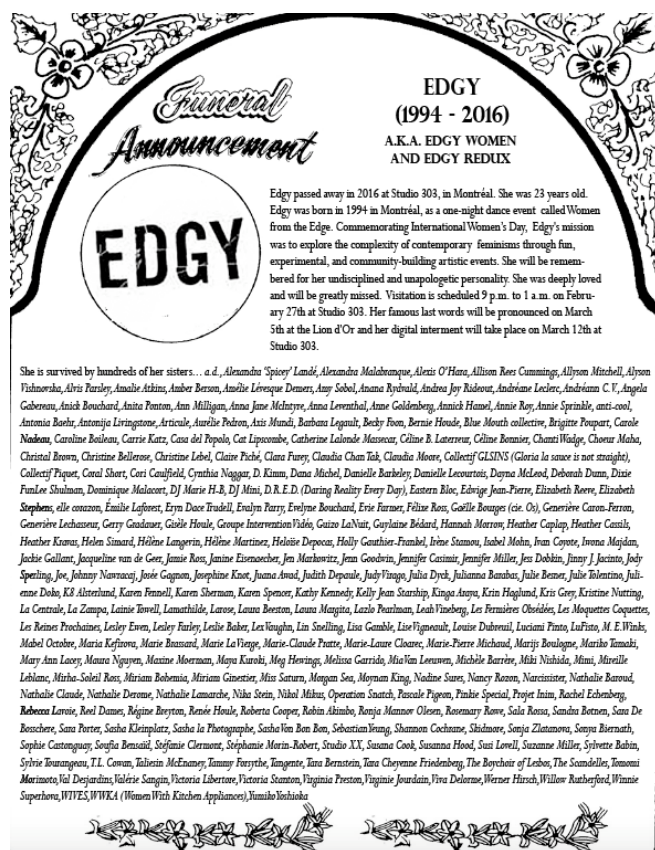 Funeral
Announcement
EDGY
(1994 - 2016)
A.K.A. EDGY WOMEN
AND EDGY REDUX
EDGY
Edgy passed away in 2016 at Studio 303, in Montréal. She was 23 years old.
Edgy was born in 1994 in Montréal, as a one-night dance event called Women
from the Edge. Commemorating International Women's Day, Edgy's mission
was to explore the complexity of contemporary feminisms through fun,
experimental, and community-building artistic events. She will be remem-
bered for her undisciplined and unapologetic personality. She was deeply loved
and will be greatly missed. Visitation is scheduled 9 p.m. to 1 a.m. on Febru-
ary 27th at Studio 303. Her famous last words will be pronounced on March
5th at the Lion d'Or and her digital interment will take place on March 12th at
Studio 303.
She is survived by hundreds of her sisters... a.d., Alexandra 'Spicey' Landé, Alexandra Malabranque, Alexis O'Hara, Allison Rees Cummings, Allyson Mitchell, Alyson
Vishnovska, Alvis Parsley, Amalie Atkins, Amber Berson, Amélie Lévesque Demers, Amy Sobol, Anana Rydvald, Andrea Joy Rideout, Andréane Leclerc, Andréann C.V., Angela
Gabereau, Anick Bouchard, Anita Ponton, Ann Milligan, Anna Jane McIntyre, Anna Leventhal, Anne Goldenberg, Annick Hamel, Annie Roy, Annie Sprinkle, anti-cool,
Antonia Baehr, Antonija Livingstone, Articule, Aurélie Pedron, Axis Mundi, Barbara Legault, Becky Foon, Bernie Houde, Blue Mouth collective, Brigitte Poupart, Carole
Nadeau, Caroline Boileau, Carrie Katz, Casa del Popolo, Cat Lipscombe, Catherine Lalonde Massecar, Céline B. Laterreur, Céline Bonnier, Chanti Wadge, Choeur Maha,
Christal Brown, Christine Bellerose, Christine Lebel, Claire Piché, Clara Furey, Claudia Chan Tak, Claudia Moore, Collectif GLSINS (Gloria la sauce is not straight),
Collectif Piquet, Coral Short, Cori Caulfield, Cynthia Naggar, D. Kimm, Dana Michel, Danielle Barkeley, Danielle Lecourtois, Dayna McLeod, Deborah Dunn, Dixie
FunLee Shulman, Dominique Malacort, DJ Marie H-B, DJ Mini, D.R.E.D. (Daring Reality Every Day), Eastern Bloc, Edwige Jean-Pierre, Elizabeth Reeve, Elizabeth
Stephens, elle corazon, Émilie Laforest, Eryn Dace Trudell, Evalyn Parry, Evelyne Bouchard, Evie Farmer, Félixe Ross, Gaëlle Bouges (cie. Os), Geneviève Caron-Ferron,
Geneviève Lechasseur, Gerry Gradauer, Gisèle Houle, Groupe Intervention Vidéo, Guizo LaNuit, Guylaine Bédard, Hannah Morrow, Heather Caplap, Heather Cassils,
Heather Kravas, Helen Simard, Hélène Langevin, Hélène Martinez, Heloïse Depocas, Holly Gauthier-Frankel, Irène Stamou, Isabel Mohn, Ivan Coyote, Iwona Majdan,
Jackie Gallant, Jacqueline van de Geer, Jamie Ross, Janine Eisenaecher, Jen Markowitz, Jenn Goodwin, Jennifer Casimir, Jennifer Miller, Jess Dobkin, Jinny J. Jacinto, Jody
Sperling, Joe, Johnny Nawracaj, Josée Gagnon, Josephine Knot, Juana Awad, Judith Depaule, Judy Virago, Julia Dyck, Julianna Barabas, Julie Besner, Julie Tolentino, Juli-
enne Doko, K8 Alsterlund, Karen Fennell, Karen Sherman, Karen Spencer, Kathy Kennedy, Kelly Jean Starship, Kinga Araya, Krin Haglund, Kris Grey, Kristine Nutting,
La Centrale, La Zampa, Lainie Towell, Lamathilde, Larose, Laura Beeston, Laura Margita, Lazlo Pearlman, Leah Vineberg, Les Fermières Obsédées, Les Moquettes Coquettes,
Les Reines Prochaines, Lesley Ewen, Lesley Farley, Leslie Baker, Lex Vaughn, Lin Snelling, Lisa Gamble, Lise Vigneault, Louise Dubreuil, Luciani Pinto, LuFisto, M.E.Winks,
Mabel Octobre, Maria Kefirova, Marie Brassard, Marie La Vierge, Marie-Claude Pratte, Marie-Laure Cloarec, Marie-Pierre Michaud, Marijs Boulogne, Mariko Tamaki,
Mary Ann Lacey, Maura Nguyen, Maxine Moerman, Maya Kuroki, Meg Hewings, Melissa Garrido, Mia Van Leeuwen, Michèle Barrère, Miki Nishida, Mimi, Mireille
Leblanc, Mirha-Soleil Ross, Miriam Bohemia, Miriam Ginestier, Miss Saturn, Morgan Sea, Moynan King, Nadine Sures, Nancy Rozon, Narcissister, Nathalie Baroud,
Nathalie Claude, Nathalie Derome, Nathalie Lamarche, Nika Stein, Nikol Mikus, Operation Snatch, Pascale Pigeon, Pinkie Special, Projet Inim, Rachel Echenberg,
Rebecca Lavoie, Reel Dames, Régine Breyton, Renée Houle, Roberta Cooper, Robin Akimbo, Ronja Mannov Olesen, Rosemary Rowe, Sala Rossa, Sandra Botnen, Sara De
Bosschere, Sara Porter, Sasha Kleinplatz, Sasha la Photographe, Sasha Von Bon Bon, Sebastian Yeung, Shannon Cochrane, Skidmore, Sonja Zlatanova, Sonya Biernath,
Sophie Castonguay, Soufia Bensaïd, Stéfanie Clermont, Stéphanie Morin-Robert, Studio XX, Susana Cook, Susanna Hood, Susi Lovell, Suzanne Miller, Sylvette Babin,
Sylvie Tourangeau, T.L. Cowan, Taliesin McEnaney, Tammy Forsythe, Tangente, Tara Bernstein, Tara Cheyenne Friedenberg, The Boychoir of Lesbos, The Scandelles, Tomomi
Morimoto, Val Desjardins, Valérie Sangin, Victoria Libertore, Victoria Stanton, Virginia Preston, Virginie Jourdain, Viva Delorme, Werner Hirsch, Willow Rutherford, Winnie
Superhova, WIVES, WWKA (Women With Kitchen Appliances), Yumiko Yoshioka